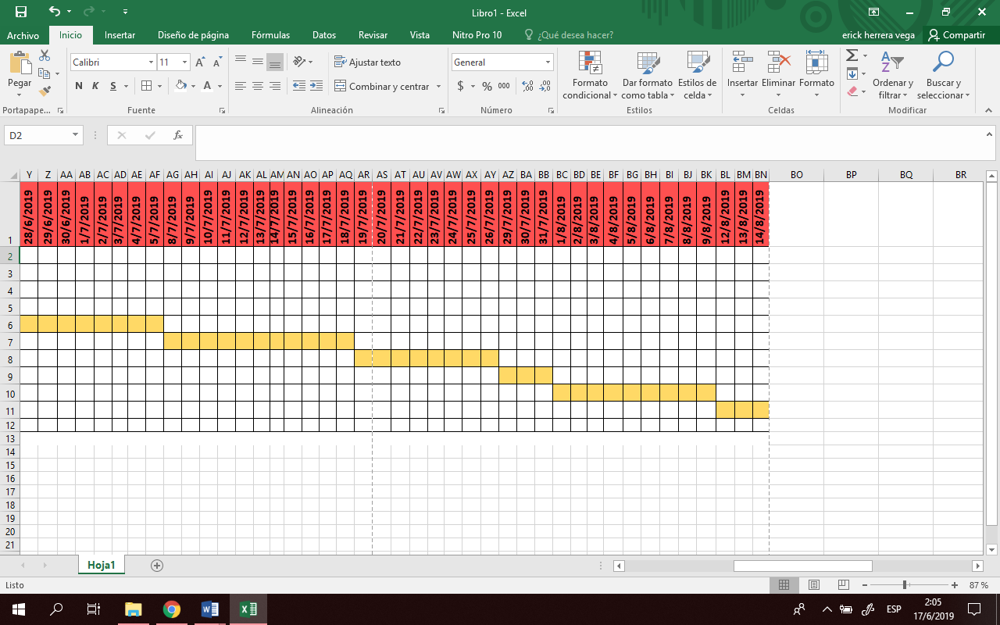 Libro1 - Excel
Archivo Inicio Insertar Diseño de página Fórmulas Datos Revisar Vista Nitro Pro 10 ¿Qué desea hacer? erick herrera vega Compartir
Pegar
Calibri 11
N K S A
Ajustar texto
Combinar y centrar
General
$ % 000
Formato condicional
Dar formato como tabla
Estilos de celda
Insertar Eliminar Formato
Ordenar y filtrar
Buscar y seleccionar
Portapape... Fuente Alineación Número Estilos Celdas Modificar
D2 fx
Y Z AA AB AC AD AE AF AG AH AI AJ AK AL AM AN AO AP AQ AR AS AT AU AV AW AX AY AZ BA BB BC BD BE BF BG BH BI BJ BK BL BM BN BO BP BQ BR
1 28/6/2019 29/6/2019 30/6/2019 1/7/2019 2/7/2019 3/7/2019 4/7/2019 5/7/2019 8/7/2019 9/7/2019 10/7/2019 11/7/2019 12/7/2019 13/7/2019 14/7/2019 15/7/2019 16/7/2019 17/7/2019 18/7/2019 19/7/2019 20/7/2019 21/7/2019 22/7/2019 23/7/2019 24/7/2019 25/7/2019 26/7/2019 29/7/2019 30/7/2019 31/7/2019 1/8/2019 2/8/2019 3/8/2019 4/8/2019 5/8/2019 6/8/2019 7/8/2019 8/8/2019 9/8/2019 12/8/2019 13/8/2019 14/8/2019
2
3
4
5
6
7
8
9
10
11
12
13
14
15
16
17
18
19
20
21
Hoja1
Listo 87 %
ESP
2:05
17/6/2019